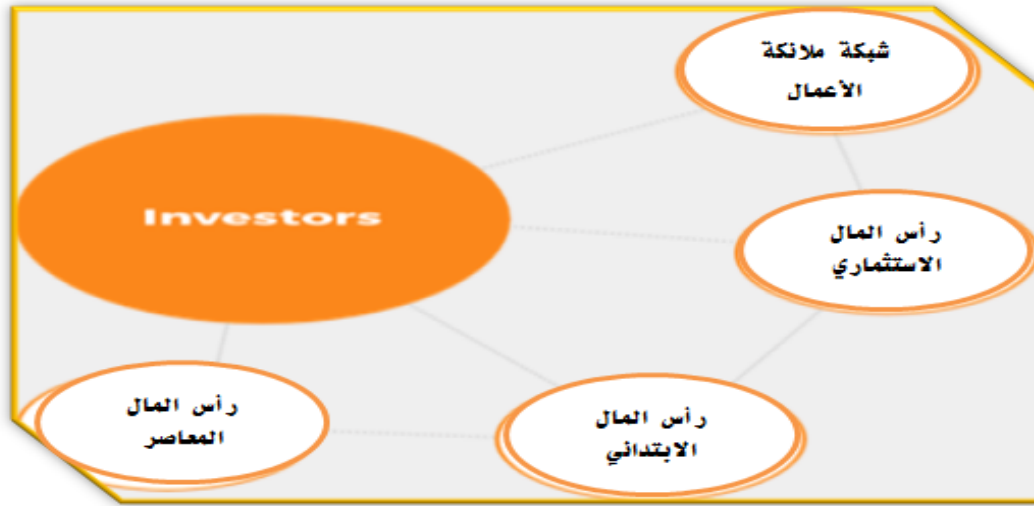 شبكة ملائكة
الأعمال
Investors
رأس المال
الاستثماري
رأس المال
المعاصر
رأس المال
الابتدائي